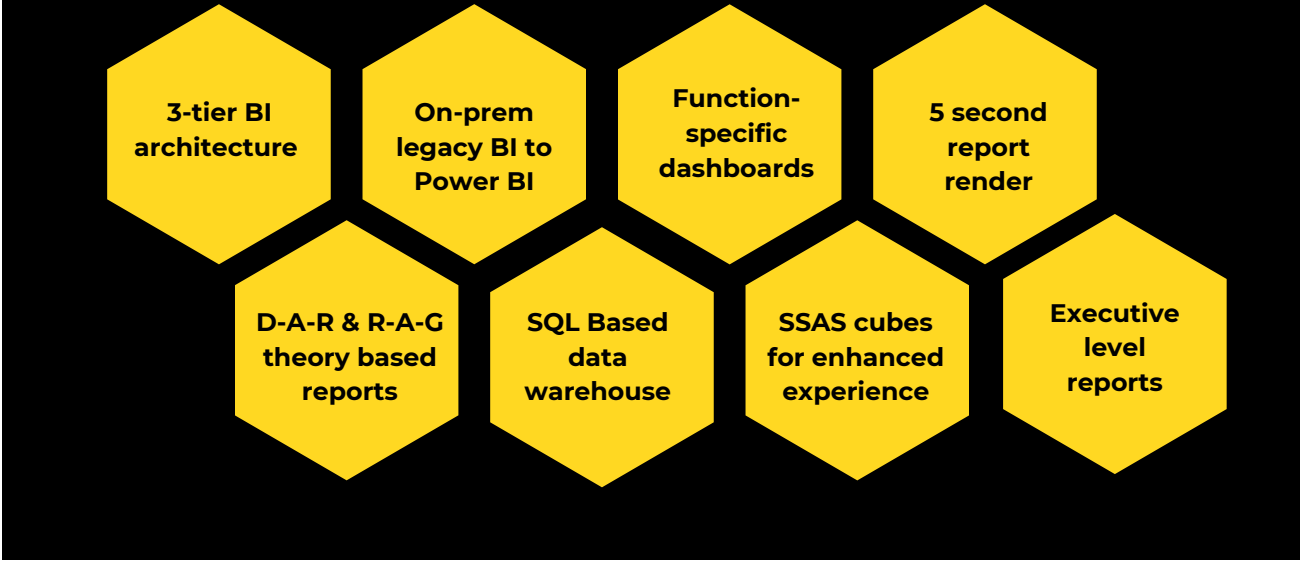 3-tier BI
architecture
On-prem
legacy BI to
Power BI
Function-
specific
dashboards
5 second
report
render
D-A-R & R-A-G
theory based
reports
SQL Based
data
warehouse
SSAS cubes
for enhanced
experience
Executive
level
reports